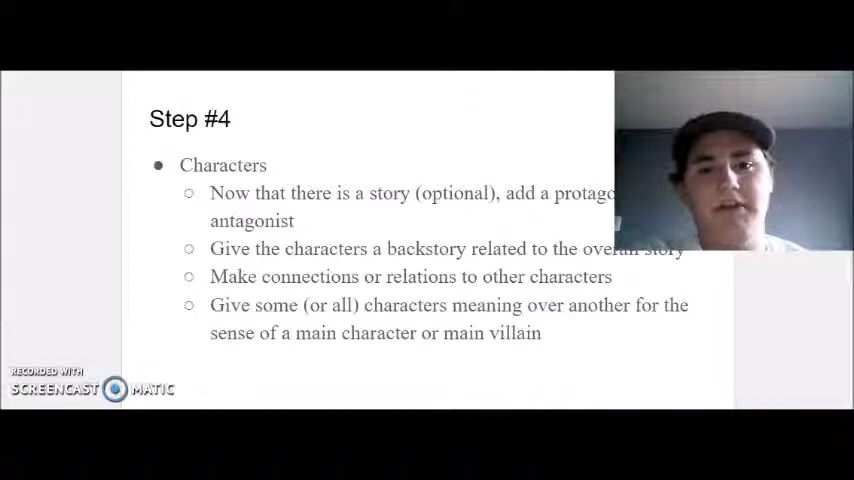 Step #4
● Characters
○ Now that there is a story (optional), add a
antagonist
○ Give the characters a backstory related to the overall story
○ Make connections or relations to other characters
○ Give some (or all) characters meaning over another for the
sense of a main character or main villain
RECORDED WITH
SCREENCAST MATIC